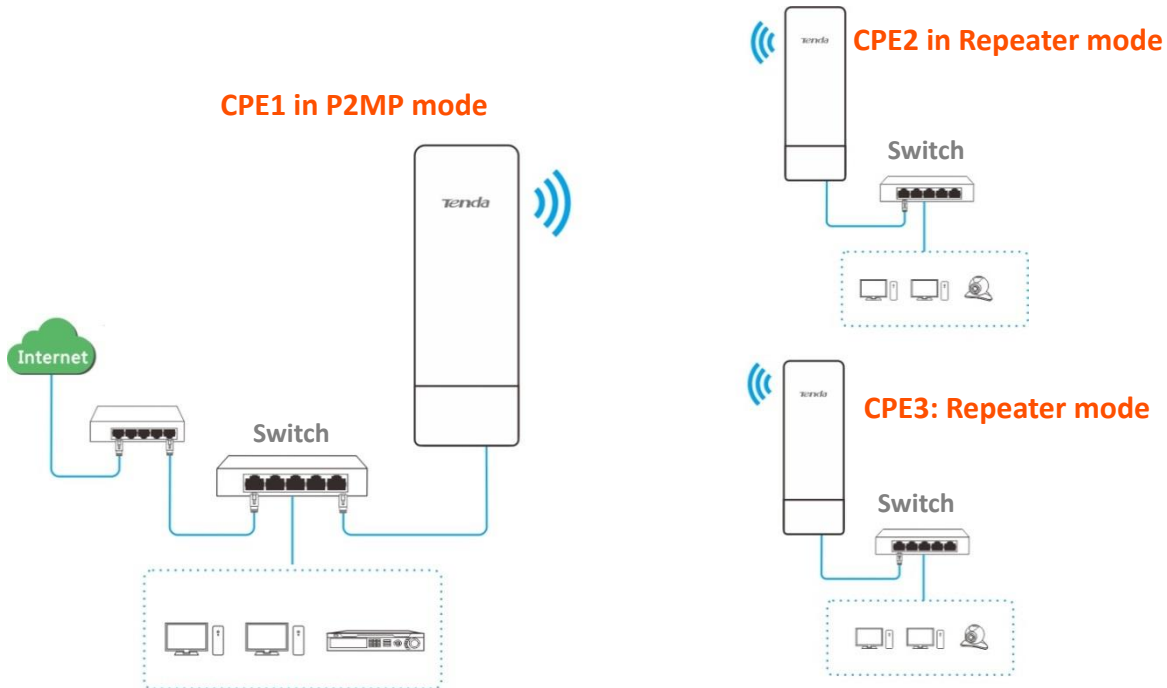 CPE1 in P2MP mode
Tenda
Internet
Switch
Tenda
CPE2 in Repeater mode
Switch
Tenda
CPE3: Repeater mode
Switch